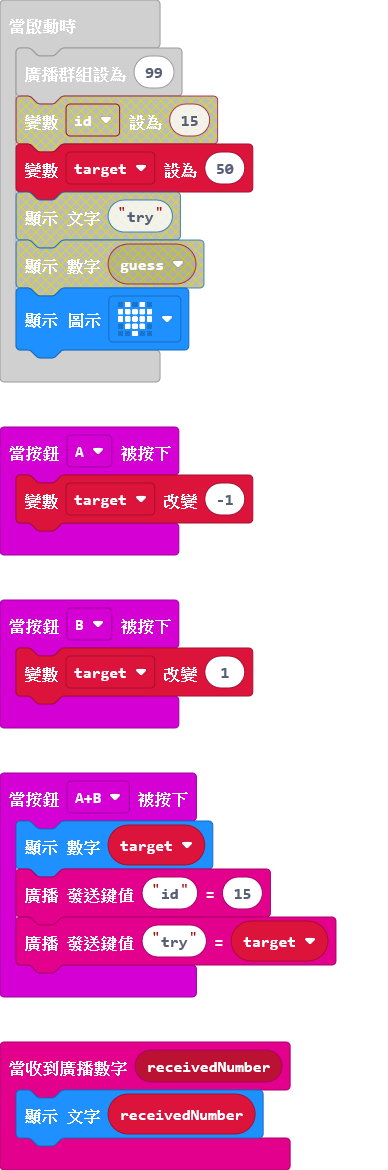 當啟動時
廣播群組設為 99
變數 id 設為 15
變數 target 設為 50
顯示 文字 "try"
顯示 數字 guess
顯示 圖示
當按鈕 A 被按下
變數 target 改變 -1
當按鈕 B 被按下
變數 target 改變 1
當按鈕 A+B 被按下
顯示 數字 target
廣播 發送鍵值 "id" = 15
廣播 發送鍵值 "try" = target
當收到廣播數字 receivedNumber
顯示 文字 receivedNumber